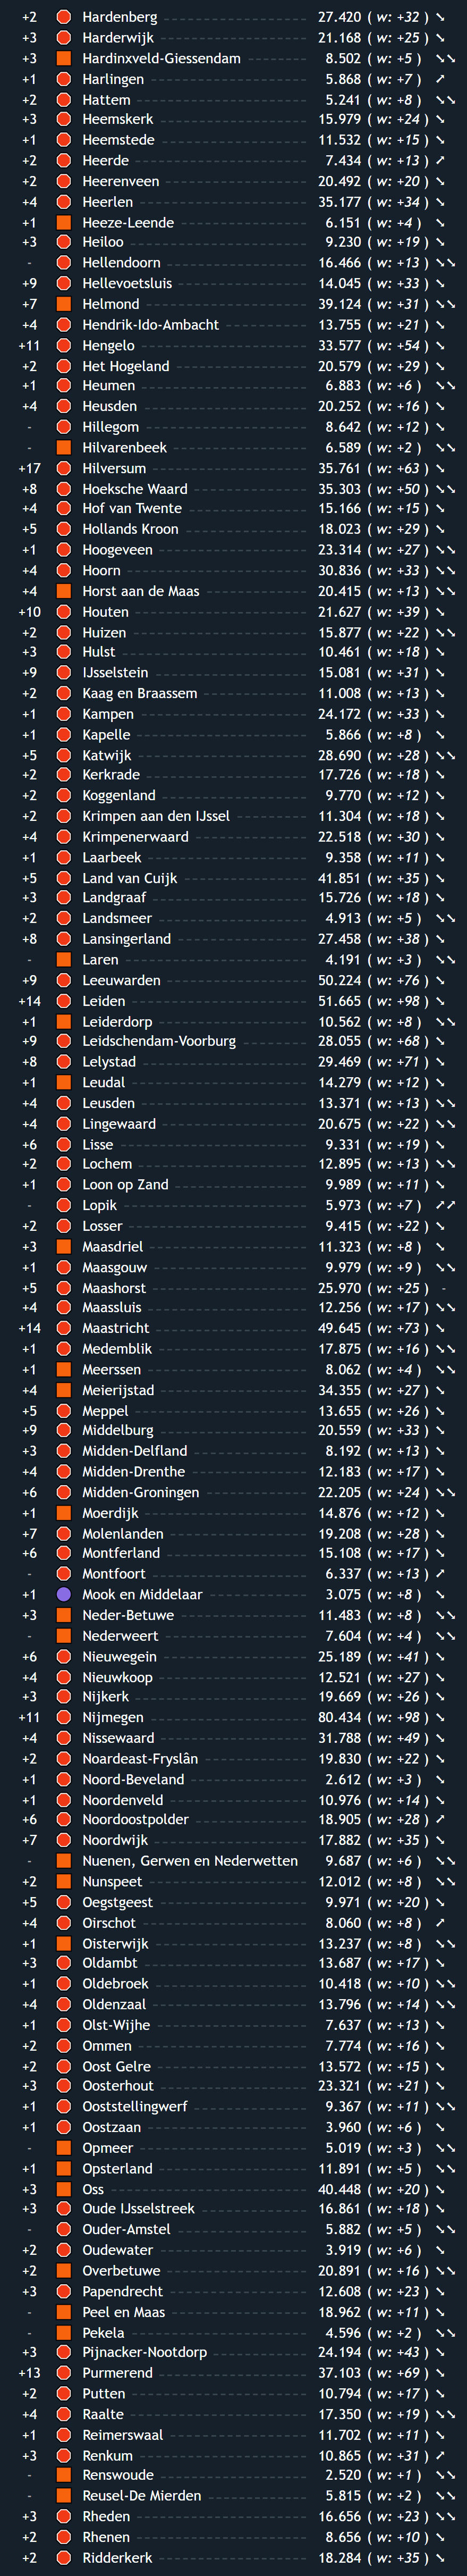 +2 Hardenberg 27.420 ( w: +32 ) ➘
+3 Harderwijk 21.168 ( w: +25 ) ➘
+3 Hardinxveld-Giessendam 8.502 ( w: +5 ) ➘➘
+1 Harlingen 5.868 ( w: +7 ) ➚
+2 Hattem 5.241 ( w: +8 ) ➘➘
+3 Heemskerk 15.979 ( w: +24 ) ➘
+1 Heemstede 11.532 ( w: +15 ) ➘
+2 Heerde 7.434 ( w: +13 ) ➚
+2 Heerenveen 20.492 ( w: +20 ) ➘
+4 Heerlen 35.177 ( w: +34 ) ➘
+1 Heeze-Leende 6.151 ( w: +4 ) ➘
+3 Heiloo 9.230 ( w: +19 ) ➘
- Hellendoorn 16.466 ( w: +13 ) ➘➘
+9 Hellevoetsluis 14.045 ( w: +33 ) ➘
+7 Helmond 39.124 ( w: +31 ) ➘➘
+4 Hendrik-Ido-Ambacht 13.755 ( w: +21 ) ➘
+11 Hengelo 33.577 ( w: +54 ) ➘
+2 Het Hogeland 20.579 ( w: +29 ) ➘
+1 Heumen 6.883 ( w: +6 ) ➘➘
+4 Heusden 20.252 ( w: +16 ) ➘
- Hillegom 8.642 ( w: +12 ) ➘
- Hilvarenbeek 6.589 ( w: +2 ) ➘➘
+17 Hilversum 35.761 ( w: +63 ) ➘
+8 Hoeksche Waard 35.303 ( w: +50 ) ➘➘
+4 Hof van Twente 15.166 ( w: +15 ) ➘
+5 Hollands Kroon 18.023 ( w: +29 ) ➘
+1 Hoogeveen 23.314 ( w: +27 ) ➘➘
+4 Hoorn 30.836 ( w: +33 ) ➘➘
+4 Horst aan de Maas 20.415 ( w: +13 ) ➘➘
+10 Houten 21.627 ( w: +39 ) ➘
+2 Huizen 15.877 ( w: +22 ) ➘➘
+3 Hulst 10.461 ( w: +18 ) ➘
+9 IJsselstein 15.081 ( w: +31 ) ➘
+2 Kaag en Braassem 11.008 ( w: +13 ) ➘
+1 Kampen 24.172 ( w: +33 ) ➘
+1 Kapelle 5.866 ( w: +8 ) ➘
+5 Katwijk 28.690 ( w: +28 ) ➘➘
+2 Kerkrade 17.726 ( w: +18 ) ➘
+2 Koggenland 9.770 ( w: +12 ) ➘
+2 Krimpen aan den IJssel 11.304 ( w: +18 ) ➘
+4 Krimpenerwaard 22.518 ( w: +30 ) ➘
+1 Laarbeek 9.358 ( w: +11 ) ➘
+5 Land van Cuijk 41.851 ( w: +35 ) ➘
+3 Landgraaf 15.726 ( w: +18 ) ➘
+2 Landsmeer 4.913 ( w: +5 ) ➘➘
+8 Lansingerland 27.458 ( w: +38 ) ➘
- Laren 4.191 ( w: +3 ) ➘➘
+9 Leeuwarden 50.224 ( w: +76 ) ➘
+14 Leiden 51.665 ( w: +98 ) ➘
+1 Leiderdorp 10.562 ( w: +8 ) ➘➘
+9 Leidschendam-Voorburg 28.055 ( w: +68 ) ➘
+8 Lelystad 29.469 ( w: +71 ) ➘
+1 Leudal 14.279 ( w: +12 ) ➘
+4 Leusden 13.371 ( w: +13 ) ➘➘
+4 Lingewaard 20.675 ( w: +22 ) ➘➘
+6 Lisse 9.331 ( w: +19 ) ➘
+2 Lochem 12.895 ( w: +13 ) ➘➘
+1 Loon op Zand 9.989 ( w: +11 ) ➘
- Lopik 5.973 ( w: +7 ) ➚➚
+2 Losser 9.415 ( w: +22 ) ➘
+3 Maasdriel 11.323 ( w: +8 ) ➘
+1 Maasgouw 9.979 ( w: +9 ) ➘➘
+5 Maashorst 25.970 ( w: +25 ) -
+4 Maassluis 12.256 ( w: +17 ) ➘➘
+14 Maastricht 49.645 ( w: +73 ) ➘
+1 Medemblik 17.875 ( w: +16 ) ➘➘
+1 Meerssen 8.062 ( w: +4 ) ➘➘
+4 Meierijstad 34.355 ( w: +27 ) ➘
+5 Meppel 13.655 ( w: +26 ) ➘
+9 Middelburg 20.559 ( w: +33 ) ➘
+3 Midden-Delfland 8.192 ( w: +13 ) ➘
+4 Midden-Drenthe 12.183 ( w: +17 ) ➘
+6 Midden-Groningen 22.205 ( w: +24 ) ➘➘
+1 Moerdijk 14.876 ( w: +12 ) ➘
+7 Molenlanden 19.208 ( w: +28 ) ➘
+6 Montferland 15.108 ( w: +17 ) ➘
- Montfoort 6.337 ( w: +13 ) ➚
+1 Mook en Middelaar 3.075 ( w: +8 ) ➘
+3 Neder-Betuwe 11.483 ( w: +8 ) ➘➘
- Nederweert 7.604 ( w: +4 ) ➘➘
+6 Nieuwegein 25.189 ( w: +41 ) ➘
+4 Nieuwkoop 12.521 ( w: +27 ) ➘
+3 Nijkerk 19.669 ( w: +26 ) ➘
+11 Nijmegen 80.434 ( w: +98 ) ➘
+4 Nissewaard 31.788 ( w: +49 ) ➘
+2 Noardeast-Fryslân 19.830 ( w: +22 ) ➘
+1 Noord-Beveland 2.612 ( w: +3 ) ➘
+1 Noordenveld 10.976 ( w: +14 ) ➘
+6 Noordoostpolder 18.905 ( w: +28 ) ➚
+7 Noordwijk 17.882 ( w: +35 ) ➘
- Nuenen, Gerwen en Nederwetten 9.687 ( w: +6 ) ➘➘
+2 Nunspeet 12.012 ( w: +8 ) ➘➘
+5 Oegstgeest 9.971 ( w: +20 ) ➘
+4 Oirschot 8.060 ( w: +8 ) ➚
+1 Oisterwijk 13.237 ( w: +8 ) ➘➘
+3 Oldambt 13.687 ( w: +17 ) ➘
+1 Oldebroek 10.418 ( w: +10 ) ➘➘
+4 Oldenzaal 13.796 ( w: +14 ) ➘➘
+1 Olst-Wijhe 7.637 ( w: +13 ) ➘
+2 Ommen 7.774 ( w: +16 ) ➘
+2 Oost Gelre 13.572 ( w: +15 ) ➘
+3 Oosterhout 23.321 ( w: +21 ) ➘
+1 Ooststellingwerf 9.367 ( w: +11 ) ➘➘
+1 Oostzaan 3.960 ( w: +6 ) ➘
- Opmeer 5.019 ( w: +3 ) ➘➘
+1 Opsterland 11.891 ( w: +5 ) ➘➘
+3 Oss 40.448 ( w: +20 ) ➘
+3 Oude IJsselstreek 16.861 ( w: +18 ) ➘
- Ouder-Amstel 5.882 ( w: +5 ) ➘➘
+2 Oudewater 3.919 ( w: +6 ) ➘
+2 Overbetuwe 20.891 ( w: +16 ) ➘➘
+3 Papendrecht 12.608 ( w: +23 ) ➘
- Peel en Maas 18.962 ( w: +11 ) ➘
- Pekela 4.596 ( w: +2 ) ➘➘
+3 Pijnacker-Nootdorp 24.194 ( w: +43 ) ➘
+13 Purmerend 37.103 ( w: +69 ) ➘
+2 Putten 10.794 ( w: +17 ) ➘
+4 Raalte 17.350 ( w: +19 ) ➘➘
+1 Reimerswaal 11.702 ( w: +11 ) ➘
+3 Renkum 10.865 ( w: +31 ) ➚
- Renswoude 2.520 ( w: +1 ) ➘➘
- Reusel-De Mierden 5.815 ( w: +2 ) ➘➘
+3 Rheden 16.656 ( w: +23 ) ➘➘
+2 Rhenen 8.656 ( w: +10 ) ➘
+2 Ridderkerk 18.284 ( w: +35 ) ➘